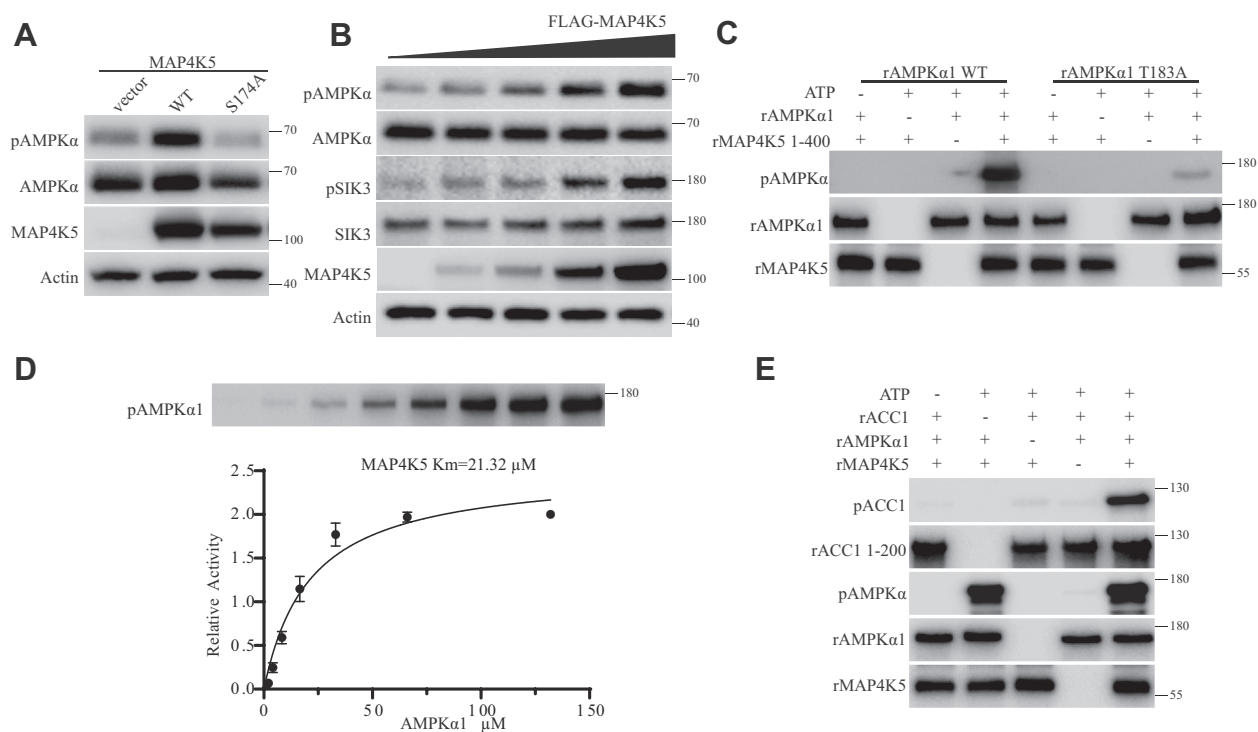 A
MAP4K5
vector WT S174A
pAMPKα
70
AMPKα
70
MAP4K5
100
Actin
40
B
FLAG-MAP4K5
pAMPKα
70
AMPKα
70
pSIK3
180
SIK3
180
MAP4K5
100
Actin
40
C
rAMPKα1 WT rAMPKα1 T183A
ATP - + + + - + + +
rAMPKα1 + - + + + - + +
rMAP4K5 1-400 + + - + + + - +
pAMPKα
180
rAMPKα1
180
rMAP4K5
55
D
pAMPKα1
180
MAP4K5 Km=21.32 µM
2.5
2.0
1.5
1.0
0.5
0.0
Relative Activity
0 50 100 150
AMPKα1 µM
E
ATP - + + + +
rACC1 + - + + +
rAMPKα1 + + - + +
rMAP4K5 + + + - +
pACC1
130
rACC1 1-200
130
pAMPKα
180
rAMPKα1
180
rMAP4K5
55